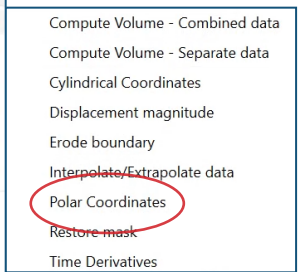 Compute Volume - Combined data
Compute Volume - Separate data
Cylindrical Coordinates
Displacement magnitude
Erode boundary
Interpolate/Extrapolate data
Polar Coordinates
Restore mask
Time Derivatives